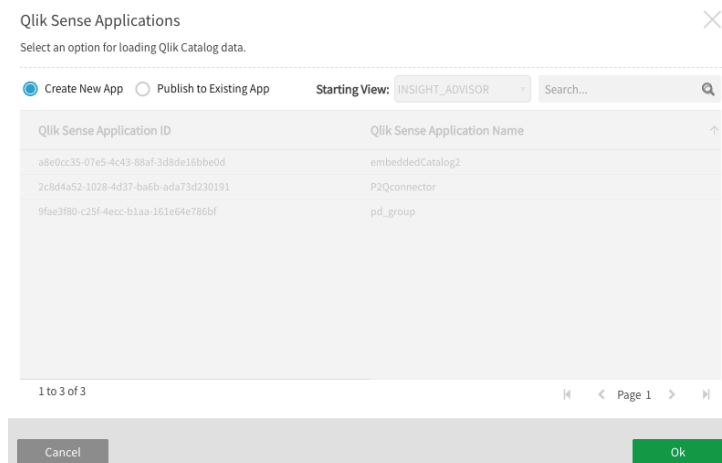 Qlik Sense Applications
Select an option for loading Qlik Catalog data.
Create New App Publish to Existing App Starting View: INSIGHT_ADVISOR Search...
Qlik Sense Application ID Qlik Sense Application Name
a8e0cc35-07e5-4c43-88af-3d8de16bbe0d embeddedCatalog2
2c8d4a52-1028-4d37-ba6b-ada73d230191 P2Qconnector
9fae3f80-c25f-4ecc-b1aa-161e64e786bf pd_group
1 to 3 of 3 Page 1
Cancel Ok